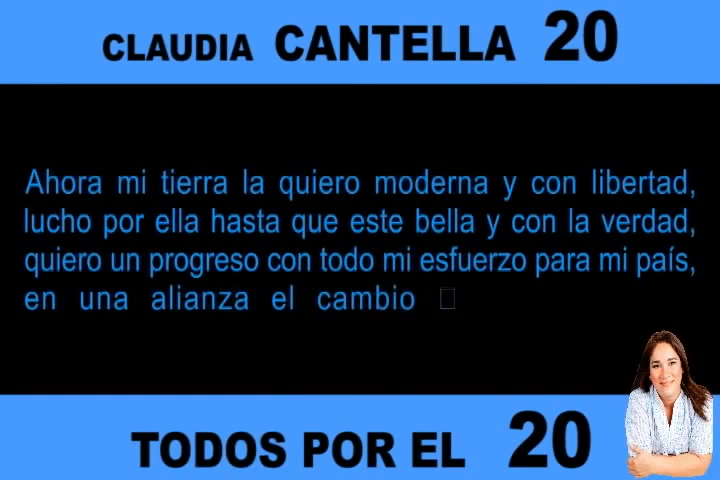 CLAUDIA CANTELLA 20
Ahora mi tierra la quiero moderna y con libertad,
lucho por ella hasta que este bella y con la verdad,
quiero un progreso con todo mi esfuerzo para mi país,
en una alianza el cambio
TODOS POR EL 20